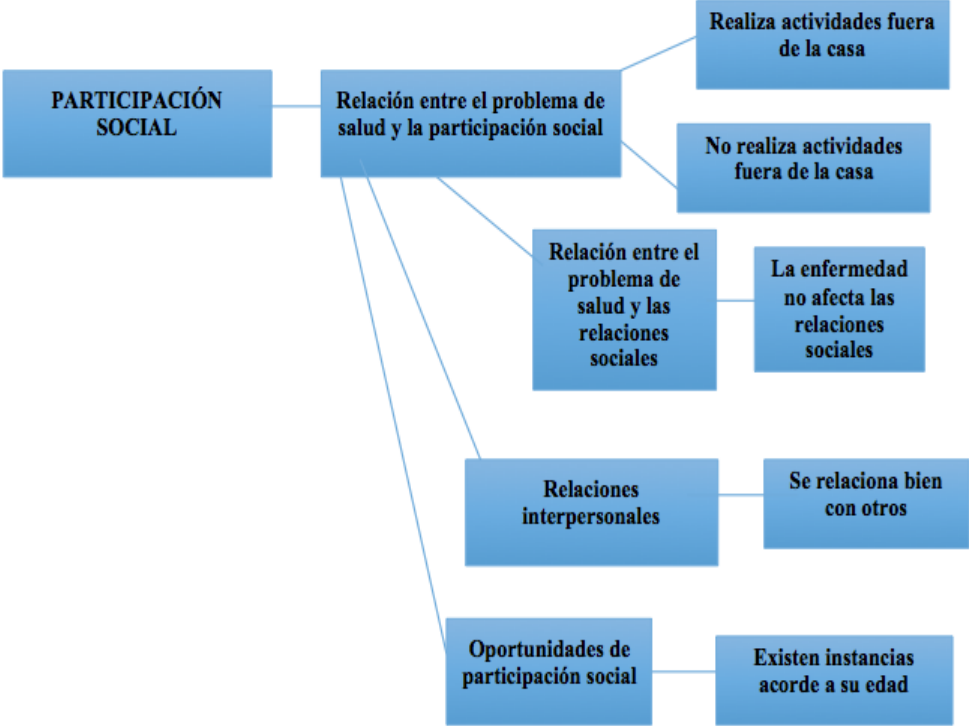 PARTICIPACIÓN
SOCIAL
Relación entre el problema de
salud y la participación social
Realiza actividades fuera
de la casa
No realiza actividades
fuera de la casa
Relación entre el
problema de
salud y las
relaciones
sociales
La enfermedad
no afecta las
relaciones
sociales
Relaciones
interpersonales
Se relaciona bien
con otros
Oportunidades de
participación social
Existen instancias
acorde a su edad